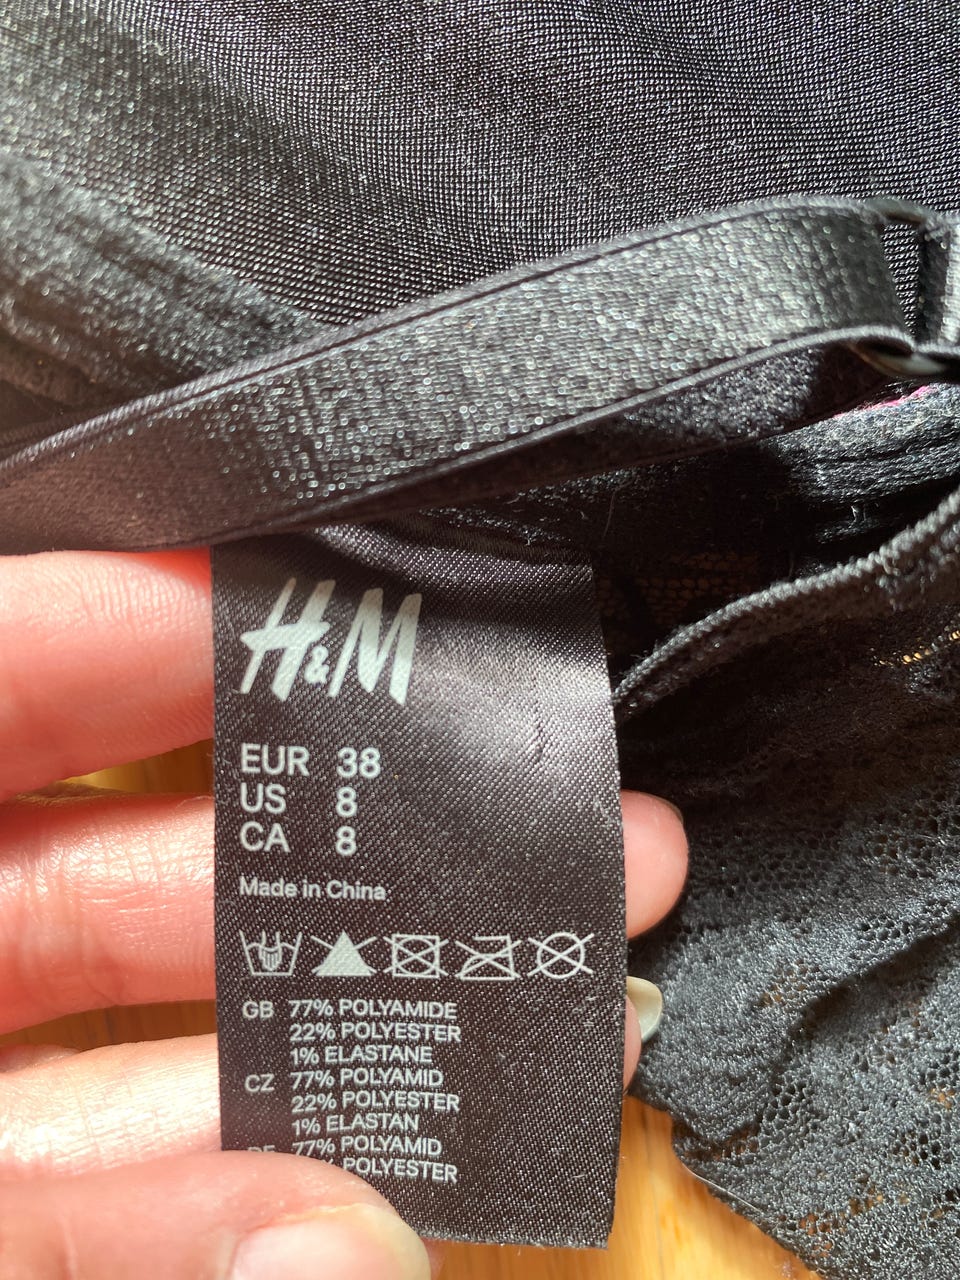 H&M
EUR 38
US 8
CA 8
Made in China
GB 77% POLYAMIDE
22% POLYESTER
1% ELASTANE
CZ 77% POLYAMID
22% POLYESTER
1% ELASTAN
77% POLYAMID
POLYESTER